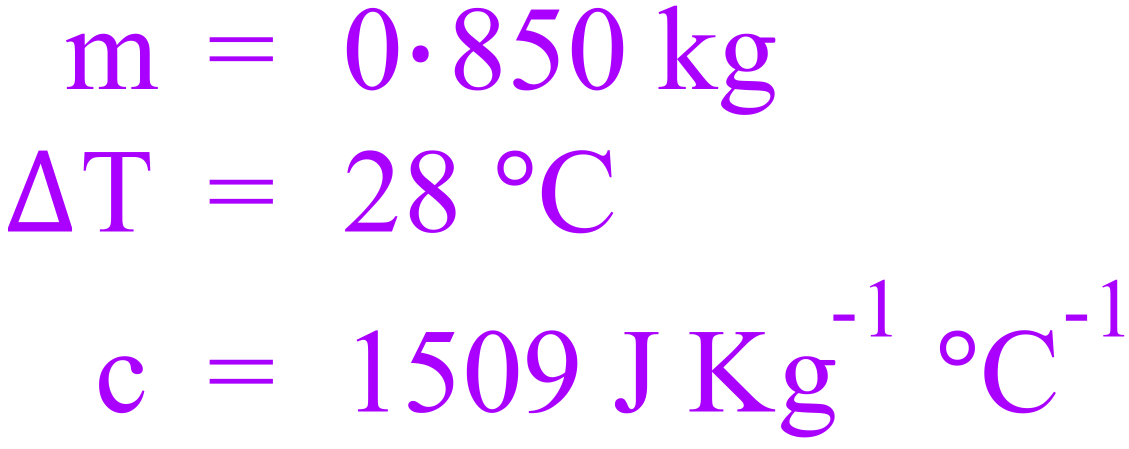 m = 0·850 kg
ΔT = 28 °C
c = 1509 J Kg⁻¹ °C⁻¹